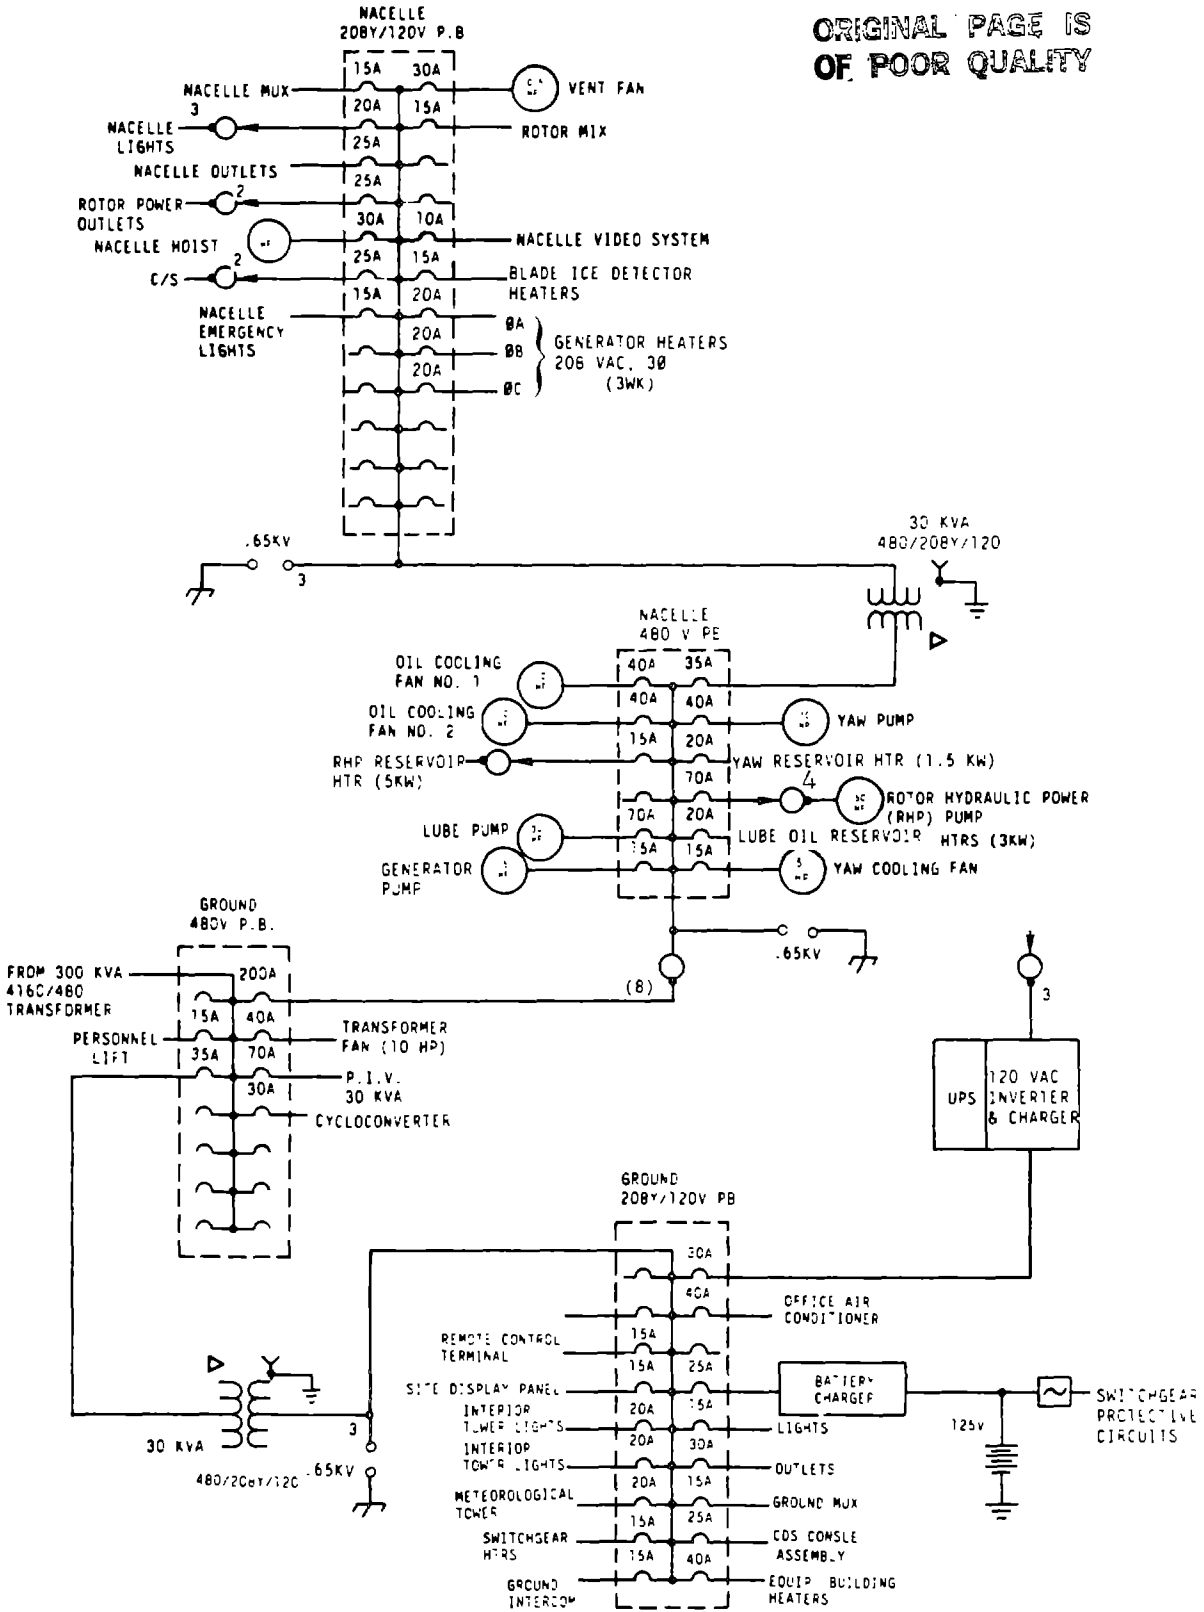 ORIGINAL PAGE IS
OF POOR QUALITY
NACELLE
208Y/120V P.B
15A 30A
NACELLE MUX
VENT FAN
20A 15A
3
NACELLE
LIGHTS
ROTOR MIX
25A
NACELLE OUTLETS
25A
2
ROTOR POWER
OUTLETS
30A 10A
NACELLE HOIST
HP
NACELLE VIDEO SYSTEM
25A 15A
2
C/S
BLADE ICE DETECTOR
HEATERS
15A 20A
NACELLE
EMERGENCY
LIGHTS
ØA
20A
ØB
20A
ØC
GENERATOR HEATERS
208 VAC, 3Ø
(3WK)
.65KV
3
30 KVA
480/208Y/120
NACELLE
480 V PE
40A 35A
OIL COOLING
FAN NO. 1
40A 40A
OIL COOLING
FAN NO. 2
YAW PUMP
15A 20A
RHP RESERVOIR
HTR (5KW)
YAW RESERVOIR HTR (1.5 KW)
70A
4
ROTOR HYDRAULIC POWER
(RHP) PUMP
70A 20A
LUBE PUMP
LUBE OIL RESERVOIR HTRS (3KW)
15A 15A
GENERATOR
PUMP
5
HP
YAW COOLING FAN
.65KV
(8)
GROUND
480V P.B.
FROM 300 KVA
4160/480
TRANSFORMER
200A
15A 40A
PERSONNEL
LIFT
TRANSFORMER
FAN (10 HP)
35A 70A
P.I.V.
30 KVA
30A
CYCLOCONVERTER
3
UPS
120 VAC
INVERTER
& CHARGER
GROUND
208Y/120V PB
30A
40A
OFFICE AIR
CONDITIONER
15A
REMOTE CONTROL
TERMINAL
15A 25A
SITE DISPLAY PANEL
BATTERY
CHARGER
20A 15A
INTERIOR
TOWER LIGHTS
LIGHTS
20A 30A
INTERIOR
TOWER LIGHTS
OUTLETS
20A 15A
METEOROLOGICAL
TOWER
GROUND MUX
15A 25A
SWITCHGEAR
HTRS
CDS CONSLE
ASSEMBLY
15A 40A
GROUND
INTERCOM
EQUIP BUILDING
HEATERS
125V
SWITCHGEAR
PROTECTIVE
CIRCUITS
30 KVA
480/208Y/120
3
.65KV